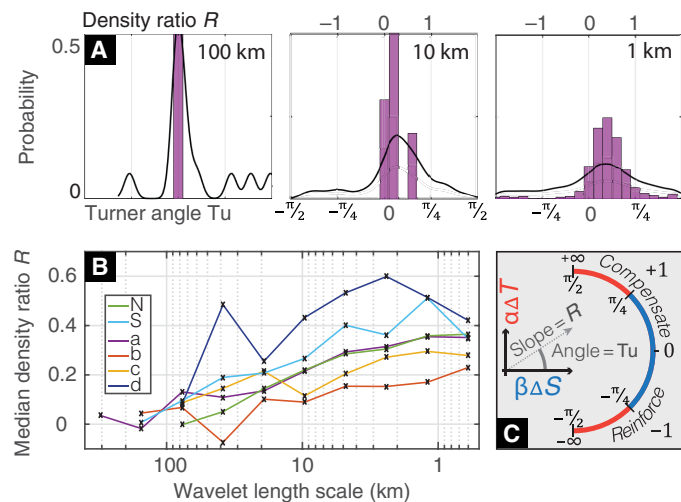 Density ratio R
−1 0 1
−1 0 1
A
100 km
10 km
1 km
0.5
0
Probability
Turner angle Tu
−π/2 −π/4 0 π/4 π/2
−π/4 0 π/4
B
0.6
0.4
0.2
0
Median density ratio R
N
S
a
b
c
d
100 10 1
Wavelet length scale (km)
C
+∞
π/2
Compensate
+1
π/4
αΔT
Slope=R
Angle=Tu
0
βΔS
−π/4
−π/2
Reinforce
−∞
−1